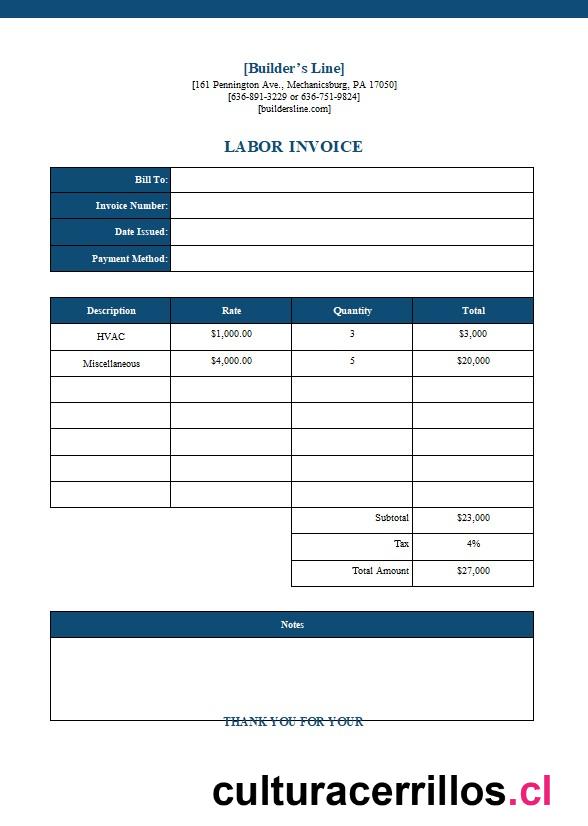 [Builder’s Line]
[161 Pennington Ave., Mechanicsburg, PA 17050]
[636-891-3229 or 636-751-9824]
[buildersline.com]
LABOR INVOICE
Bill To:
Invoice Number:
Date Issued:
Payment Method:
Description Rate Quantity Total
HVAC $1,000.00 3 $3,000
Miscellaneous $4,000.00 5 $20,000
Subtotal $23,000
Tax 4%
Total Amount $27,000
Notes
THANK YOU FOR YOUR
culturacerrillos.cl